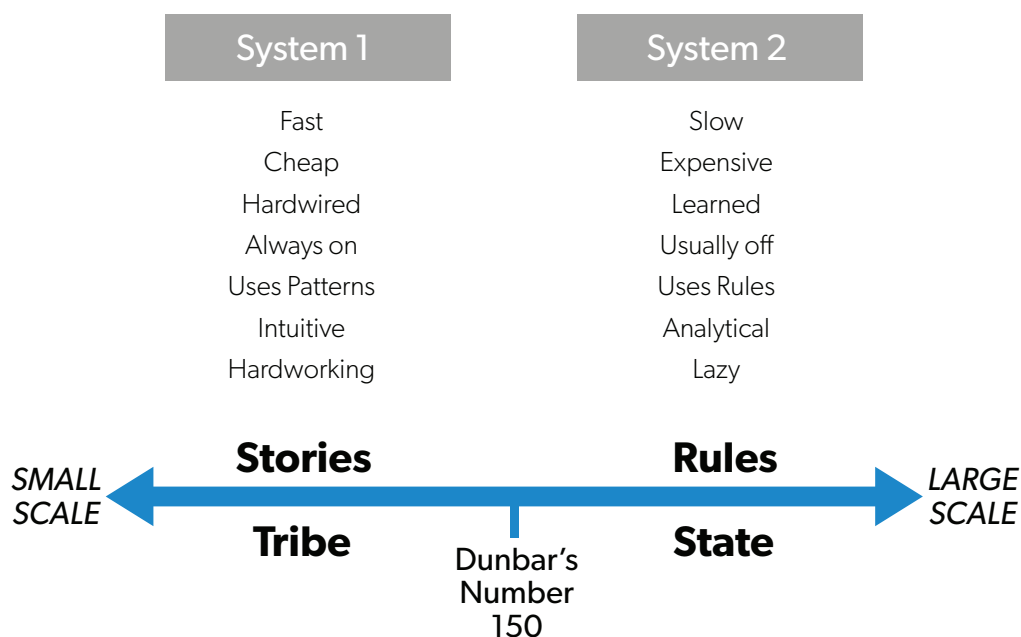 System 1
Fast
Cheap
Hardwired
Always on
Uses Patterns
Intuitive
Hardworking
System 2
Slow
Expensive
Learned
Usually off
Uses Rules
Analytical
Lazy
SMALL
SCALE
Stories
Rules
LARGE
SCALE
Tribe
State
Dunbar’s
Number
150